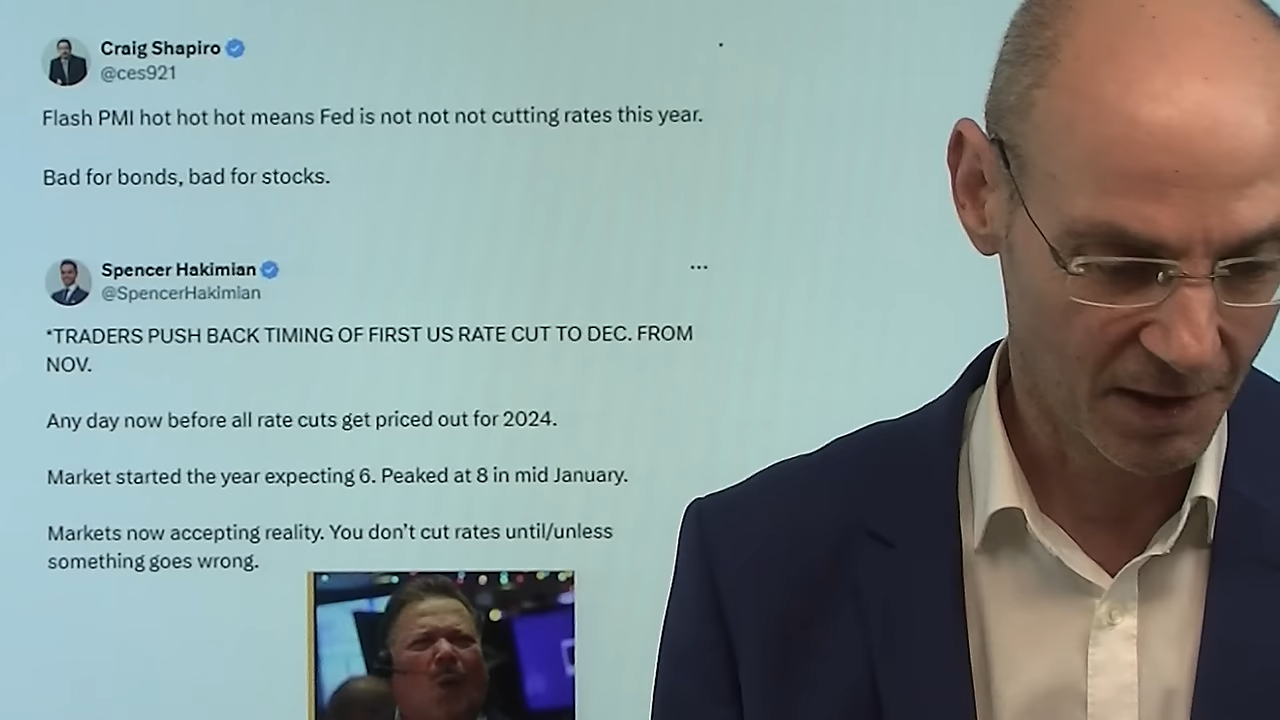 Craig Shapiro
@ces921
Flash PMI hot hot hot means Fed is not not not cutting rates this year.
Bad for bonds, bad for stocks.
Spencer Hakimian
@SpencerHakimian
*TRADERS PUSH BACK TIMING OF FIRST US RATE CUT TO DEC. FROM
NOV.
Any day now before all rate cuts get priced out for 2024.
Market started the year expecting 6. Peaked at 8 in mid January.
Markets now accepting reality. You don't cut rates until/unless
something goes wrong.